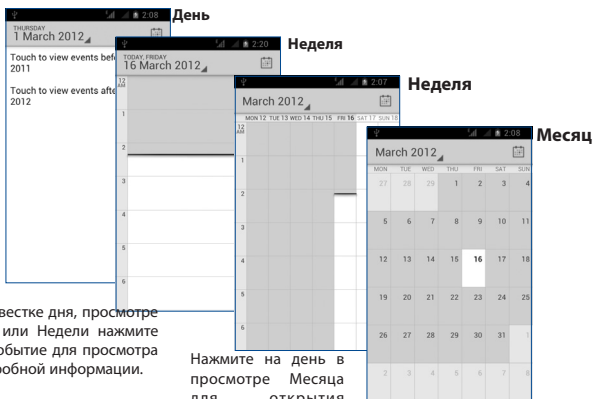 2:08
День
THURSDAY
1 March 2012
Touch to view events
2011
Touch to view events
2012
2:20
Неделя
TODAY, FRIDAY
16 March 2012
12
AM
1
2
3
4
5
6
2:07
Неделя
March 2012
MON 12 TUE 13 WED 14 THU 15 FRI 16 SAT 17 SUN 18
12
AM
1
2
3
4
5
6
2:08
Месяц
March 2012
MON TUE WED THU FRI SAT SUN
27 28 29 1 2 3 4
5 6 7 8 9 10 11
12 13 14 15 16 17 18
19 20 21 22 23 24 25
26 27 28 29 30 31 1
2 3 4 5 6 7 8
дня, просмотре
или Недели нажмите
для просмотра
информации.
Нажмите на день в
просмотре Месяца
для открытия